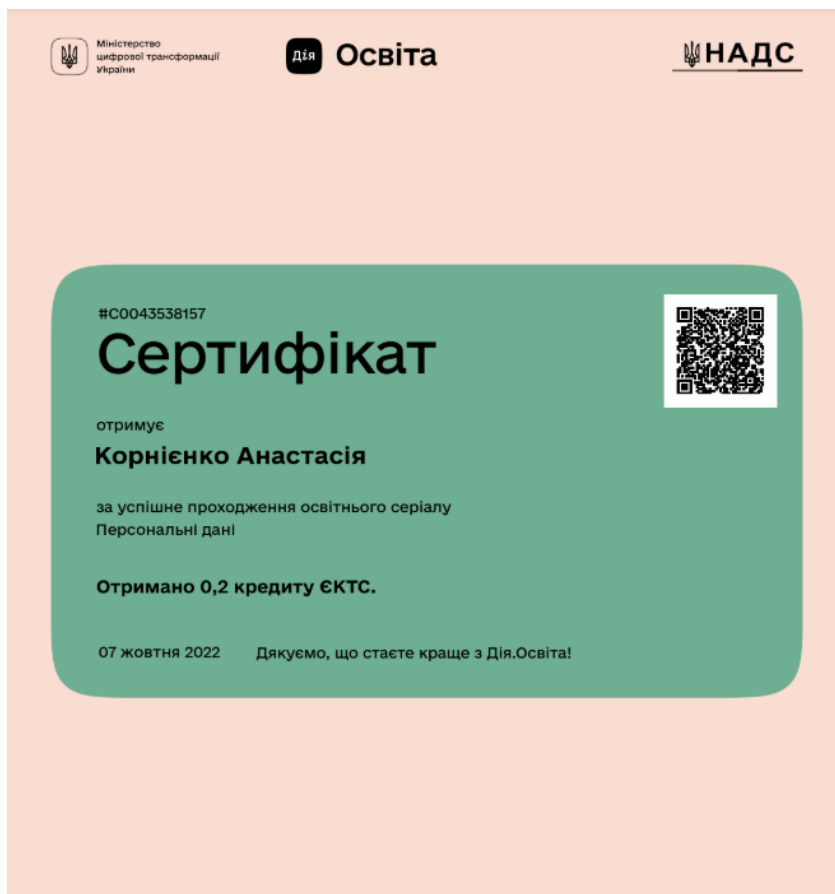 Міністерство
цифрової трансформації
України
Дія Освіта
НАДС
#C0043538157
Сертифікат
отримує
Корнієнко Анастасія
за успішне проходження освітнього серіалу
Персональні дані
Отримано 0,2 кредиту ЄКТС.
07 жовтня 2022 Дякуємо, що стаєте краще з Дія.Освіта!